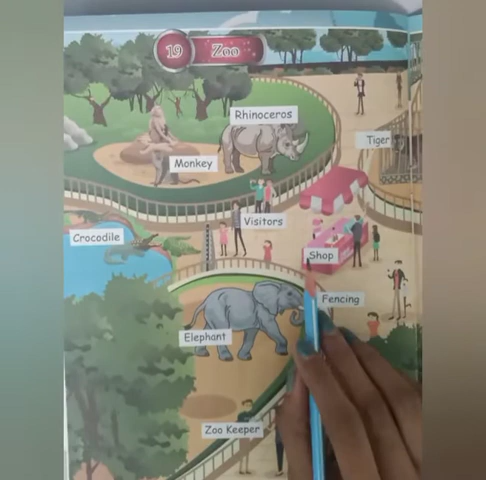 19 Zoo
Rhinoceros
Tiger
Monkey
Visitors
Crocodile
Shop
Fencing
Elephant
Zoo Keeper